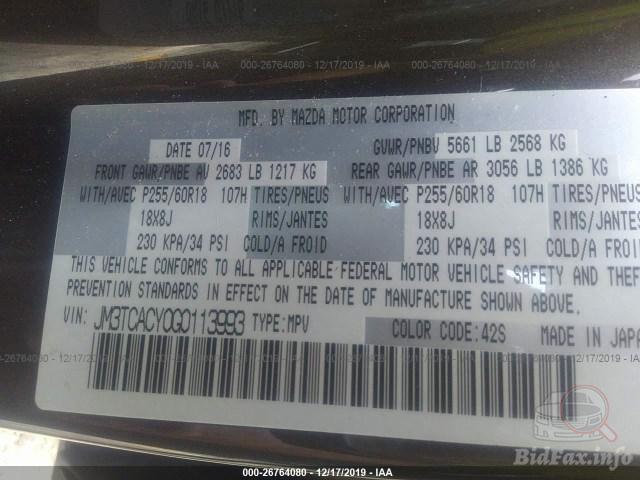 000-26764080 - 12/17/2019 - IAA
MFD. BY MAZDA MOTOR CORPORATION
DATE 07/16 GVWR/PNBV 5661 LB 2568 KG
FRONT GAWR/PNBE AV 2683 LB 1217 KG REAR GAWR/PNBE AR 3056 LB 1386 KG
WITH/AVEC P255/60R18 107H TIRES/PNEUS WITH/AVEC P255/60R18 107H TIRES/PNEUS
18X8J RIMS/JANTES 18X8J RIMS/JANTES
230 KPA/34 PSI COLD/A FROID 230 KPA/34 PSI COLD/A FROID
THIS VEHICLE CONFORMS TO ALL APPLICABLE FEDERAL MOTOR VEHICLE SAFETY AND THEFT
PREVENTION STANDARDS IN EFFECT ON THE DATE OF MANUFACTURE SHOWN ABOVE.
VIN: JM3TCACY0G0113993 TYPE:MPV COLOR CODE:42S MADE IN JAPA
BidFax.info
000-26764080 - 12/17/2019 - IAA